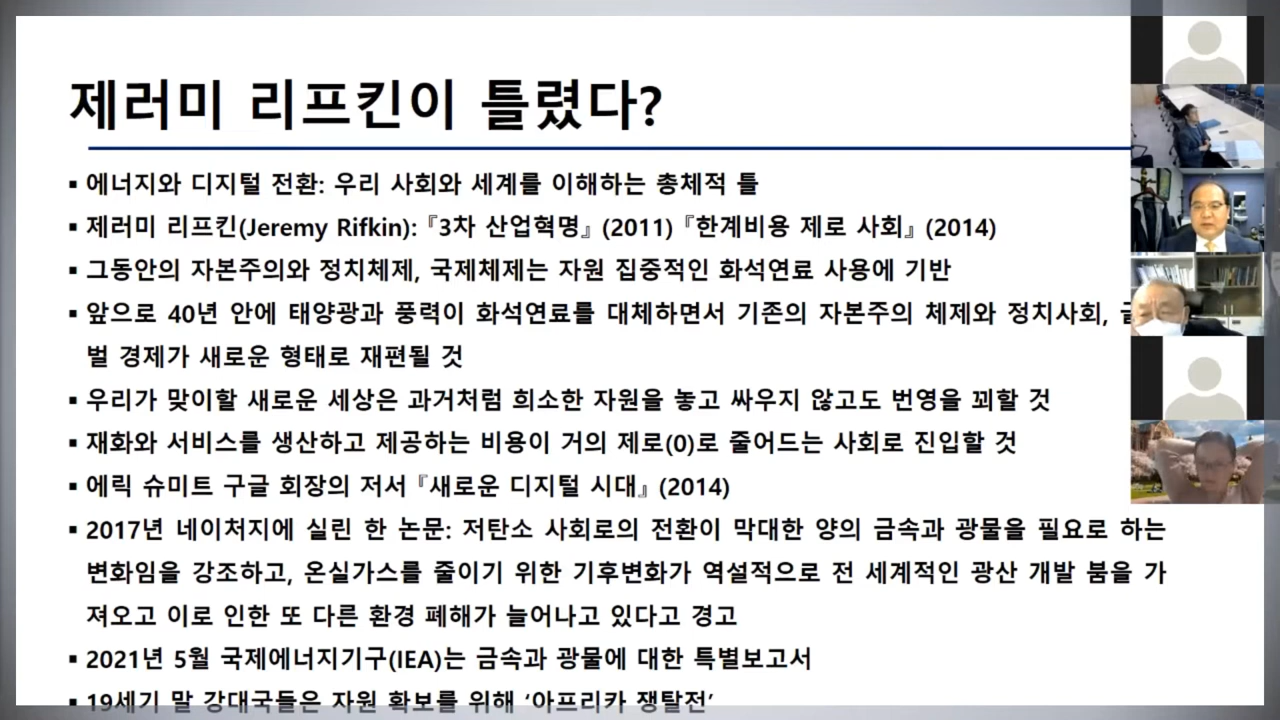 제러미 리프킨이 틀렸다?
▪ 에너지와 디지털 전환: 우리 사회와 세계를 이해하는 총체적 틀
▪ 제러미 리프킨(Jeremy Rifkin):『3차 산업혁명』(2011)『한계비용 제로 사회』(2014)
▪ 그동안의 자본주의와 정치체제, 국제체제는 자원 집중적인 화석연료 사용에 기반
▪ 앞으로 40년 안에 태양광과 풍력이 화석연료를 대체하면서 기존의 자본주의 체제와 정치사회,
벌 경제가 새로운 형태로 재편될 것
▪ 우리가 맞이할 새로운 세상은 과거처럼 희소한 자원을 놓고 싸우지 않고도 번영을 꾀할 것
▪ 재화와 서비스를 생산하고 제공하는 비용이 거의 제로(0)로 줄어드는 사회로 진입할 것
▪ 에릭 슈미트 구글 회장의 저서『새로운 디지털 시대』(2014)
▪ 2017년 네이처지에 실린 한 논문: 저탄소 사회로의 전환이 막대한 양의 금속과 광물을 필요로 하는
변화임을 강조하고, 온실가스를 줄이기 위한 기후변화가 역설적으로 전 세계적인 광산 개발 붐을 가
져오고 이로 인한 또 다른 환경 폐해가 늘어나고 있다고 경고
▪ 2021년 5월 국제에너지기구(IEA)는 금속과 광물에 대한 특별보고서
▪ 19세기 말 강대국들은 자원 확보를 위해 ‘아프리카 쟁탈전’